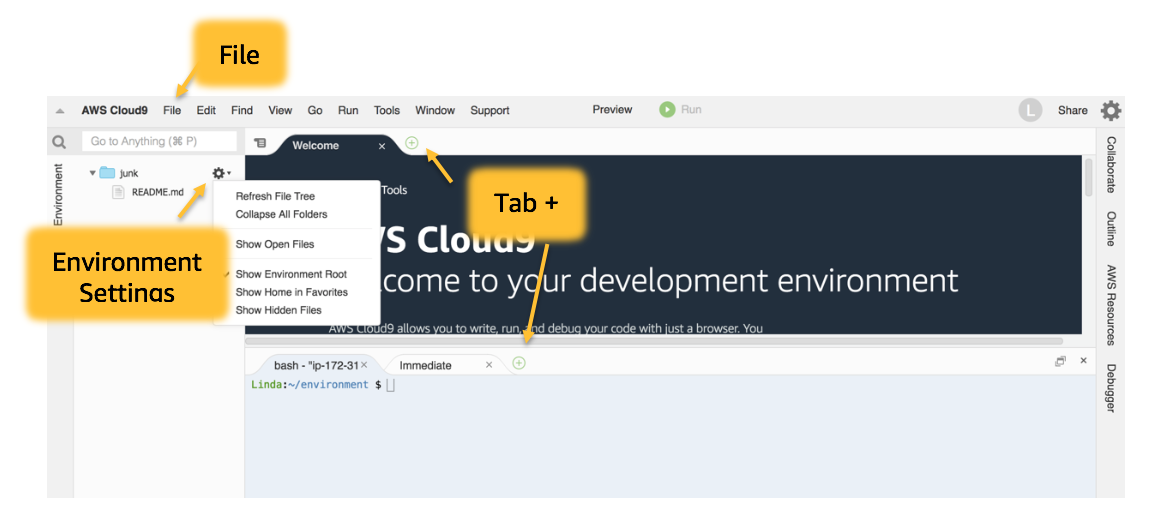 File
AWS Cloud9 File Edit Find View Go Run Tools Window Support Preview Run L Share
Go to Anything (⌘ P)
Welcome
Environment
junk
README.md
Refresh File Tree
Collapse All Folders
Show Open Files
Show Environment Root
Show Home in Favorites
Show Hidden Files
Environment
Settings
Tools
Tab +
S Cloud9
come to your development environment
AWS Cloud9 allows you to write, run, and debug your code with just a browser. You
Collaborate
Outline
AWS Resources
Debugger
bash - "ip-172-31
Immediate
Linda:~/environment $